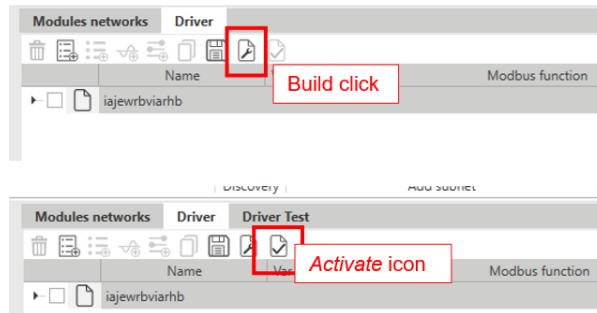 Modules networks Driver
Name V Modbus function
Build click
iajewrbviarhb
Discovery Add subnet
Modules networks Driver Driver Test
Name Var Modbus function
Activate icon
iajewrbviarhb